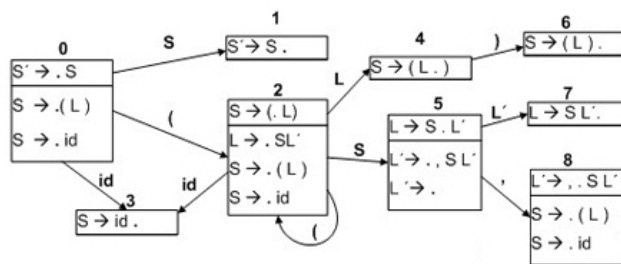 0
S´→ . S
S → .( L )
S → . id
S
1
S´→ S .
(
2
S → (. L)
L → . SL´
S → . ( L )
S → . id
(
id
id
3
S → id .
L
4
S → ( L . )
)
6
S → ( L ) .
S
5
L → S . L´
L´→ . , S L´
L´→ .
L´
7
L → S L´.
,
8
L´→ , . S L´
S → . ( L )
S → . id